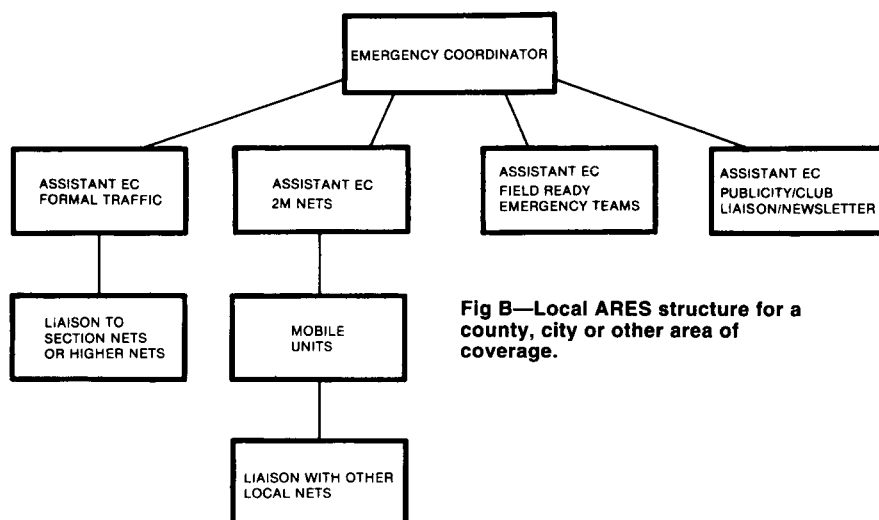 EMERGENCY COORDINATOR
ASSISTANT EC
FORMAL TRAFFIC
ASSISTANT EC
2M NETS
ASSISTANT EC
FIELD READY
EMERGENCY TEAMS
ASSISTANT EC
PUBLICITY/CLUB
LIAISON/NEWSLETTER
LIAISON TO
SECTION NETS
OR HIGHER NETS
MOBILE
UNITS
Fig B—Local ARES structure for a
county, city or other area of
coverage.
LIAISON WITH OTHER
LOCAL NETS